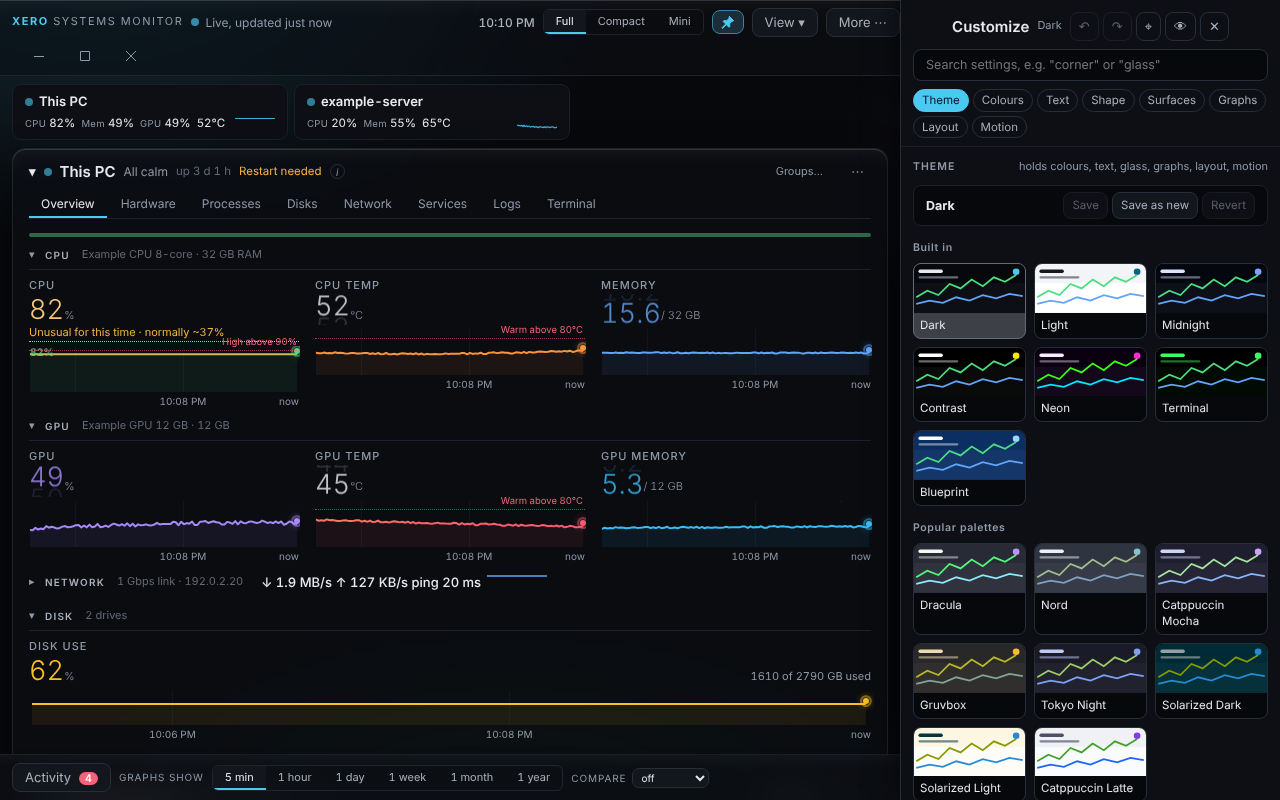 XERO SYSTEMS MONITOR Live, updated just now
10:10 PM Full Compact Mini View ▾ More ⋯
This PC
CPU 82% Mem 49% GPU 49% 52°C
example-server
CPU 20% Mem 55% 65°C
▾ This PC All calm up 3 d 1 h Restart needed i Groups... ⋯
Overview Hardware Processes Disks Network Services Logs Terminal
▾ CPU Example CPU 8-core · 32 GB RAM
CPU
82%
Unusual for this time · normally ~37%
High above 90%
82%
10:08 PM now
CPU TEMP
52°C
Warm above 80°C
10:08 PM now
MEMORY
15.6 / 32 GB
10:08 PM now
▾ GPU Example GPU 12 GB · 12 GB
GPU
49%
10:08 PM now
GPU TEMP
45°C
Warm above 80°C
10:08 PM now
GPU MEMORY
5.3 / 12 GB
10:08 PM now
▸ NETWORK 1 Gbps link · 192.0.2.20 ↓ 1.9 MB/s ↑ 127 KB/s ping 20 ms
▾ DISK 2 drives
DISK USE
62%
1610 of 2790 GB used
10:06 PM 10:08 PM now
Activity 4 GRAPHS SHOW 5 min 1 hour 1 day 1 week 1 month 1 year COMPARE off
Customize Dark
Search settings, e.g. "corner" or "glass"
Theme Colours Text Shape Surfaces Graphs
Layout Motion
THEME holds colours, text, glass, graphs, layout, motion
Dark Save Save as new Revert
Built in
Dark Light Midnight
Contrast Neon Terminal
Blueprint
Popular palettes
Dracula Nord Catppuccin Mocha
Gruvbox Tokyo Night Solarized Dark
Solarized Light Catppuccin Latte